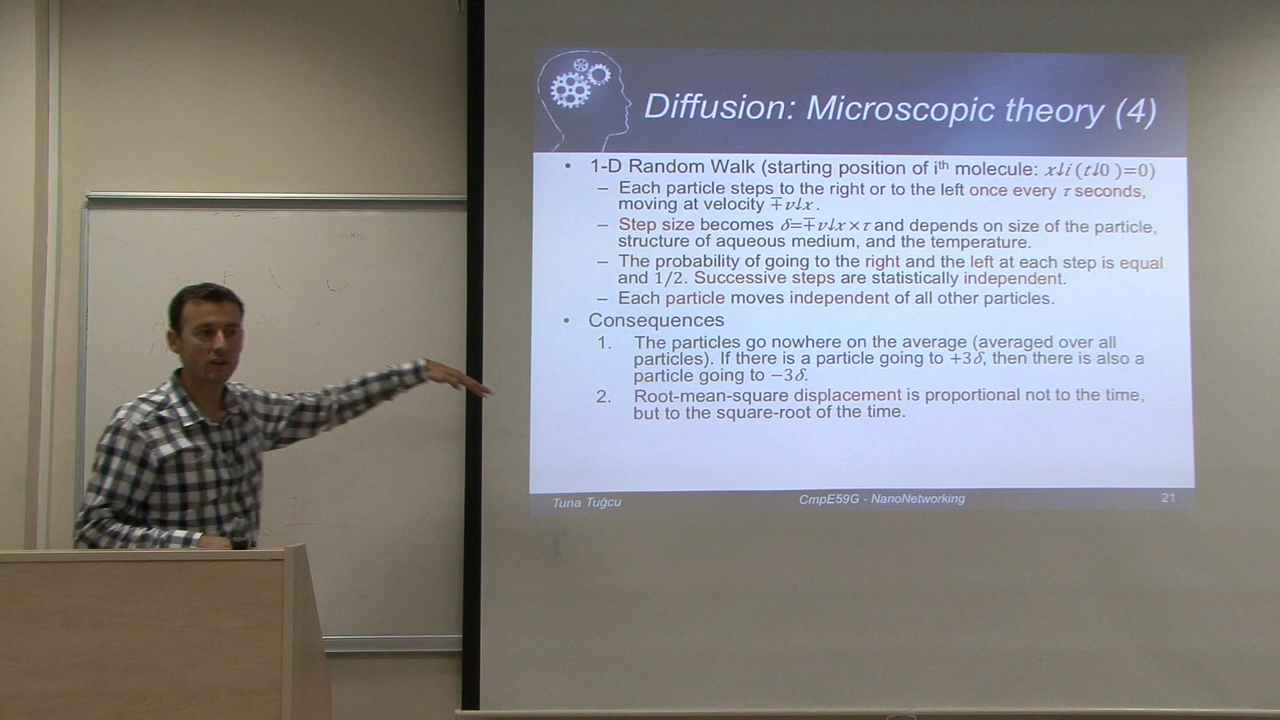 Diffusion: Microscopic theory (4)
• 1-D Random Walk (starting position of iᵗʰ molecule: x↓i (t↓0 )=0)
– Each particle steps to the right or to the left once every τ seconds,
moving at velocity ∓v↓x.
– Step size becomes δ=∓v↓x×τ and depends on size of the particle,
structure of aqueous medium, and the temperature.
– The probability of going to the right and the left at each step is equal
and 1/2. Successive steps are statistically independent.
– Each particle moves independent of all other particles.
• Consequences
1. The particles go nowhere on the average (averaged over all
particles). If there is a particle going to +3δ, then there is also a
particle going to −3δ.
2. Root-mean-square displacement is proportional not to the time,
but to the square-root of the time.
Tuna Tuğcu CmpE59G - NanoNetworking 21